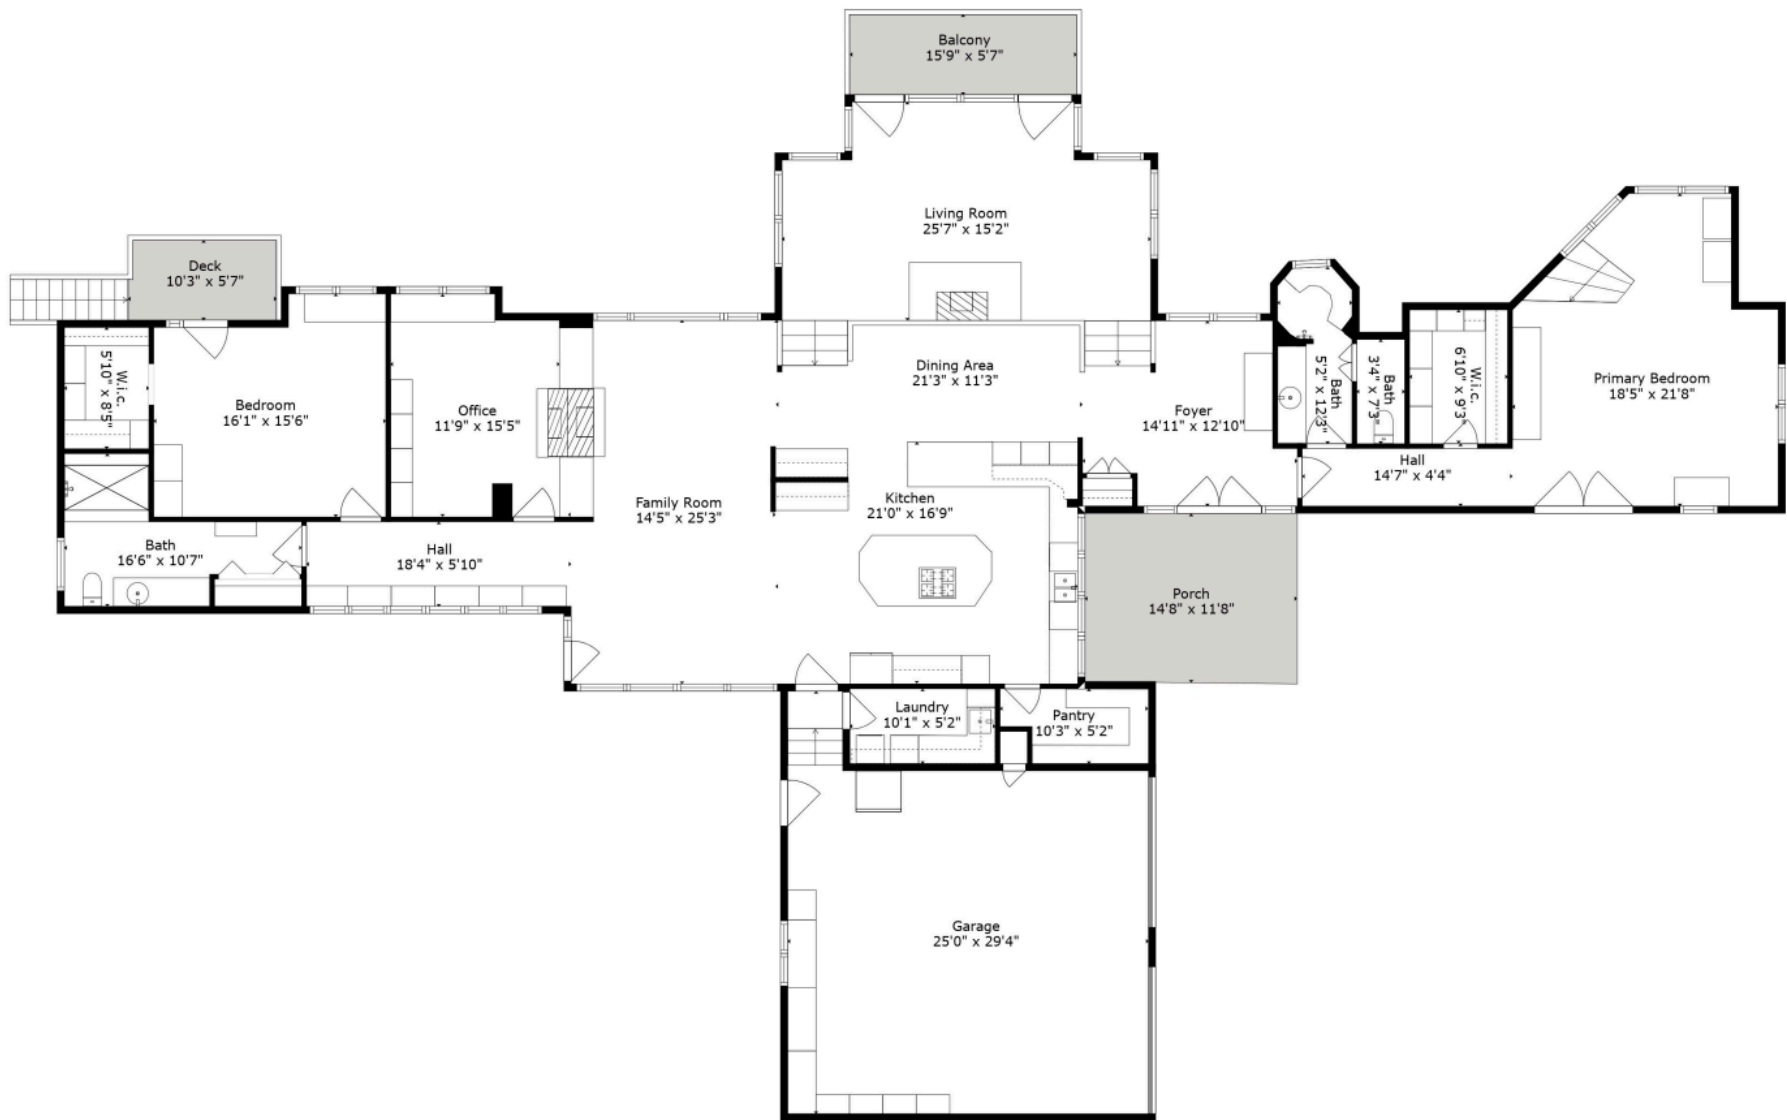 Balcony
15'9" x 5'7"
Living Room
25'7" x 15'2"
Deck
10'3" x 5'7"
W.i.c.
5'10" x 8'5"
Bedroom
16'1" x 15'6"
Office
11'9" x 15'5"
Family Room
14'5" x 25'3"
Dining Area
21'3" x 11'3"
Kitchen
21'0" x 16'9"
Foyer
14'11" x 12'10"
Bath
5'2" x 12'3"
Bath
3'4" x 7'3"
W.i.c.
6'10" x 9'3"
Primary Bedroom
18'5" x 21'8"
Hall
14'7" x 4'4"
Bath
16'6" x 10'7"
Hall
18'4" x 5'10"
Porch
14'8" x 11'8"
Laundry
10'1" x 5'2"
Pantry
10'3" x 5'2"
Garage
25'0" x 29'4"